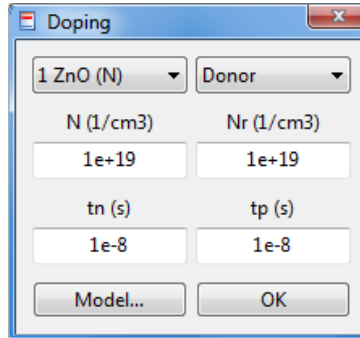 Doping
1 ZnO (N) Donor
N (1/cm3) Nr (1/cm3)
1e+19 1e+19
tn (s) tp (s)
1e-8 1e-8
Model... OK